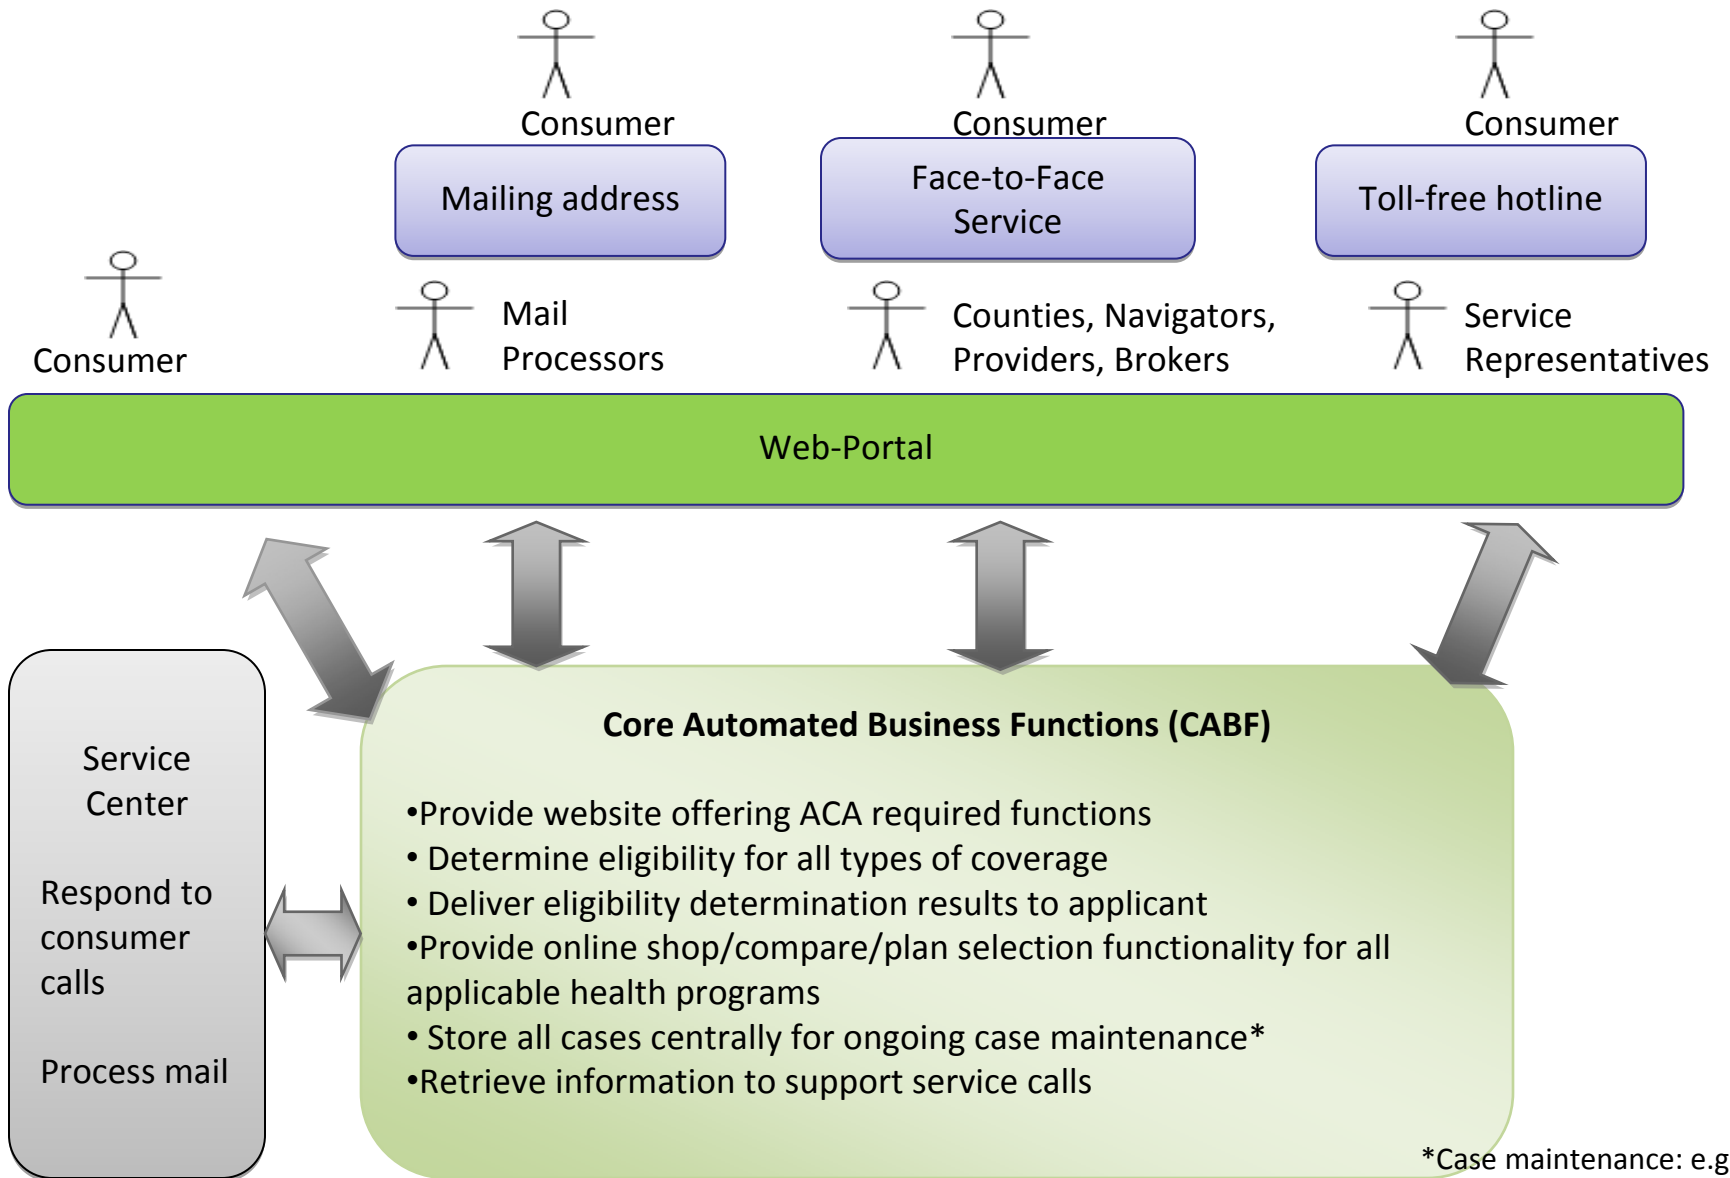 Consumer
Consumer
Consumer
Mailing address
Face-to-Face
Service
Toll-free hotline
Consumer
Mail
Processors
Counties, Navigators,
Providers, Brokers
Service
Representatives
Web-Portal
Service
Center
Respond to
consumer
calls
Process mail
Core Automated Business Functions (CABF)
•Provide website offering ACA required functions
• Determine eligibility for all types of coverage
• Deliver eligibility determination results to applicant
•Provide online shop/compare/plan selection functionality for all
applicable health programs
• Store all cases centrally for ongoing case maintenance*
•Retrieve information to support service calls
*Case maintenance: e.g